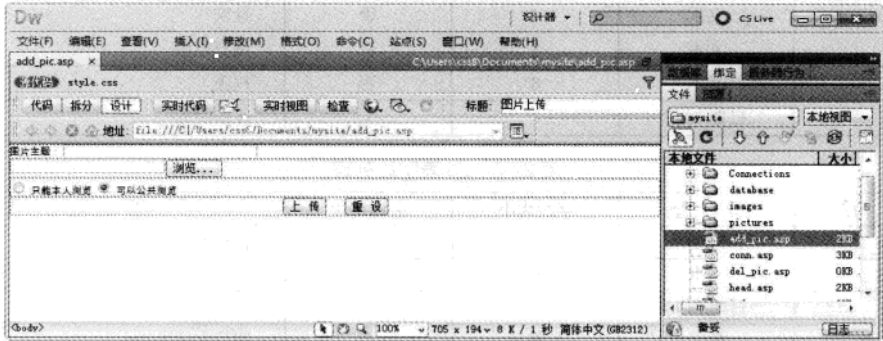 Dw
设计器
CS Live
文件(F) 编辑(E) 查看(V) 插入(I) 修改(M) 格式(O) 命令(C) 站点(S) 窗口(W) 帮助(H)
add_pic.asp × C:\Users\css8\Documents\mysite\add_pic.asp
源代码 style.css
代码 拆分 设计 实时代码 实时视图 检查 标题: 图片上传
地址: file:///C|/Users/css8/Documents/mysite/add_pic.asp
图片主题
浏览...
只能本人浏览 可以公共浏览
上 传 重 设
<body> 100% 705 x 194 8 K / 1 秒 简体中文(GB2312)
数据库 绑定 服务器行为
文件
mysite 本地视图
本地文件 大小
Connections
database
images
pictures
add_pic.asp 2KB
conn.asp 3KB
del_pic.asp 0KB
head.asp 2KB
备妥 日志...